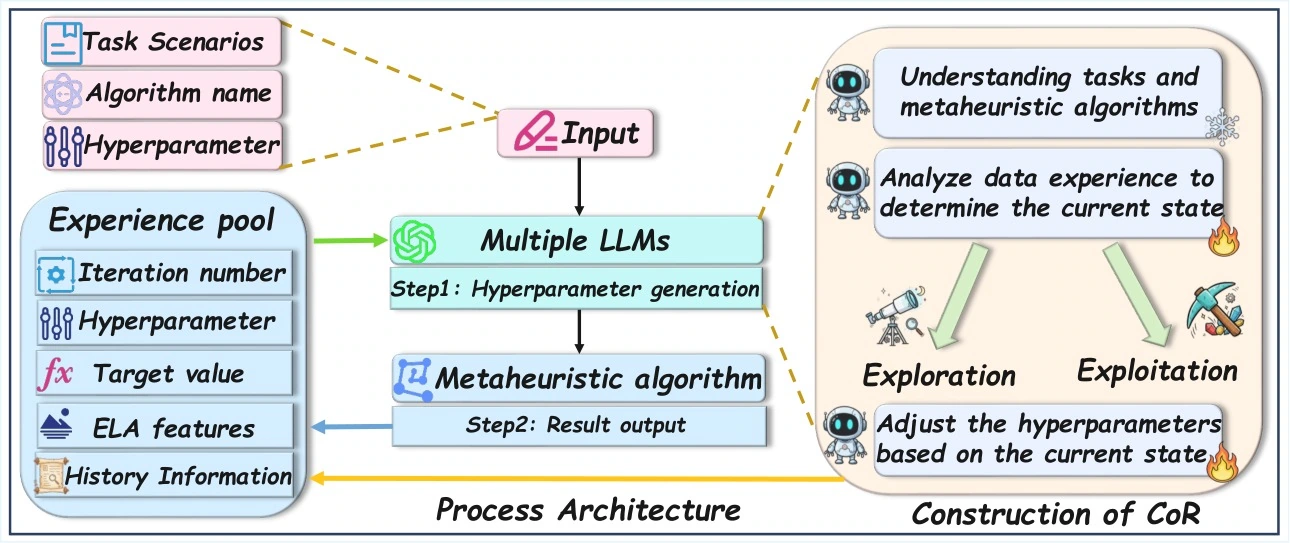 Task Scenarios
Algorithm name
Hyperparameter
Experience pool
Iteration number
Hyperparameter
fx Target value
ELA features
History Information
Input
Multiple LLMs
Step1: Hyperparameter generation
Metaheuristic algorithm
Step2: Result output
Process Architecture
Understanding tasks and
metaheuristic algorithms
Analyze data experience to
determine the current state
Exploration
Exploitation
Adjust the hyperparameters
based on the current state
Construction of CoR